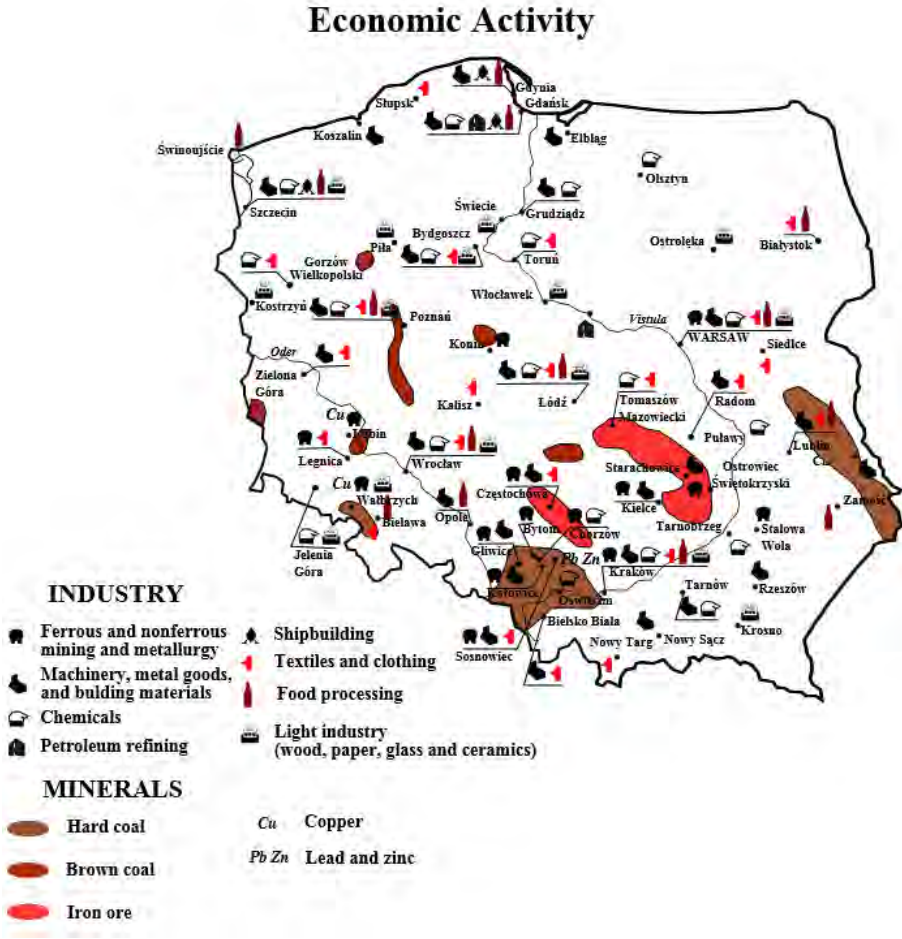 Economic Activity
Gdynia
Słupsk
Gdańsk
Koszalin
Elbląg
Świnoujście
Olsztyn
Szczecin
Świecie
Grudziądz
Bydgoszcz
Piła
Ostrolęka
Białystok
Gorzów
Wielkopolski
Toruń
Kostrzyń
Włocławek
Poznań
Vistula
WARSAW
Konin
Siedlce
Oder
Zielona
Góra
Kalisz
Łódź
Tomaszów
Mazowiecki
Radom
Cu
Lubin
Puławy
Lublin
Legnica
Wrocław
Starachowice
Ostrowiec
Świętokrzyski
Cu
Wałbrzych
Częstochowa
Kielce
Zamość
Bielawa
Opole
Bytom
Chorzów
Tarnobrzeg
Stalowa
Wola
Jelenia
Góra
Gliwice
Pb Zn
Kraków
Katowice
Oswiecim
Tarnów
Rzeszów
Bielsko Biała
Krosno
Sosnowiec
Nowy Targ
Nowy Sącz
INDUSTRY
Ferrous and nonferrous
mining and metallurgy
Machinery, metal goods,
and bulding materials
Chemicals
Petroleum refining
Shipbuilding
Textiles and clothing
Food processing
Light industry
(wood, paper, glass and ceramics)
MINERALS
Hard coal
Brown coal
Iron ore
Cu Copper
Pb Zn Lead and zinc